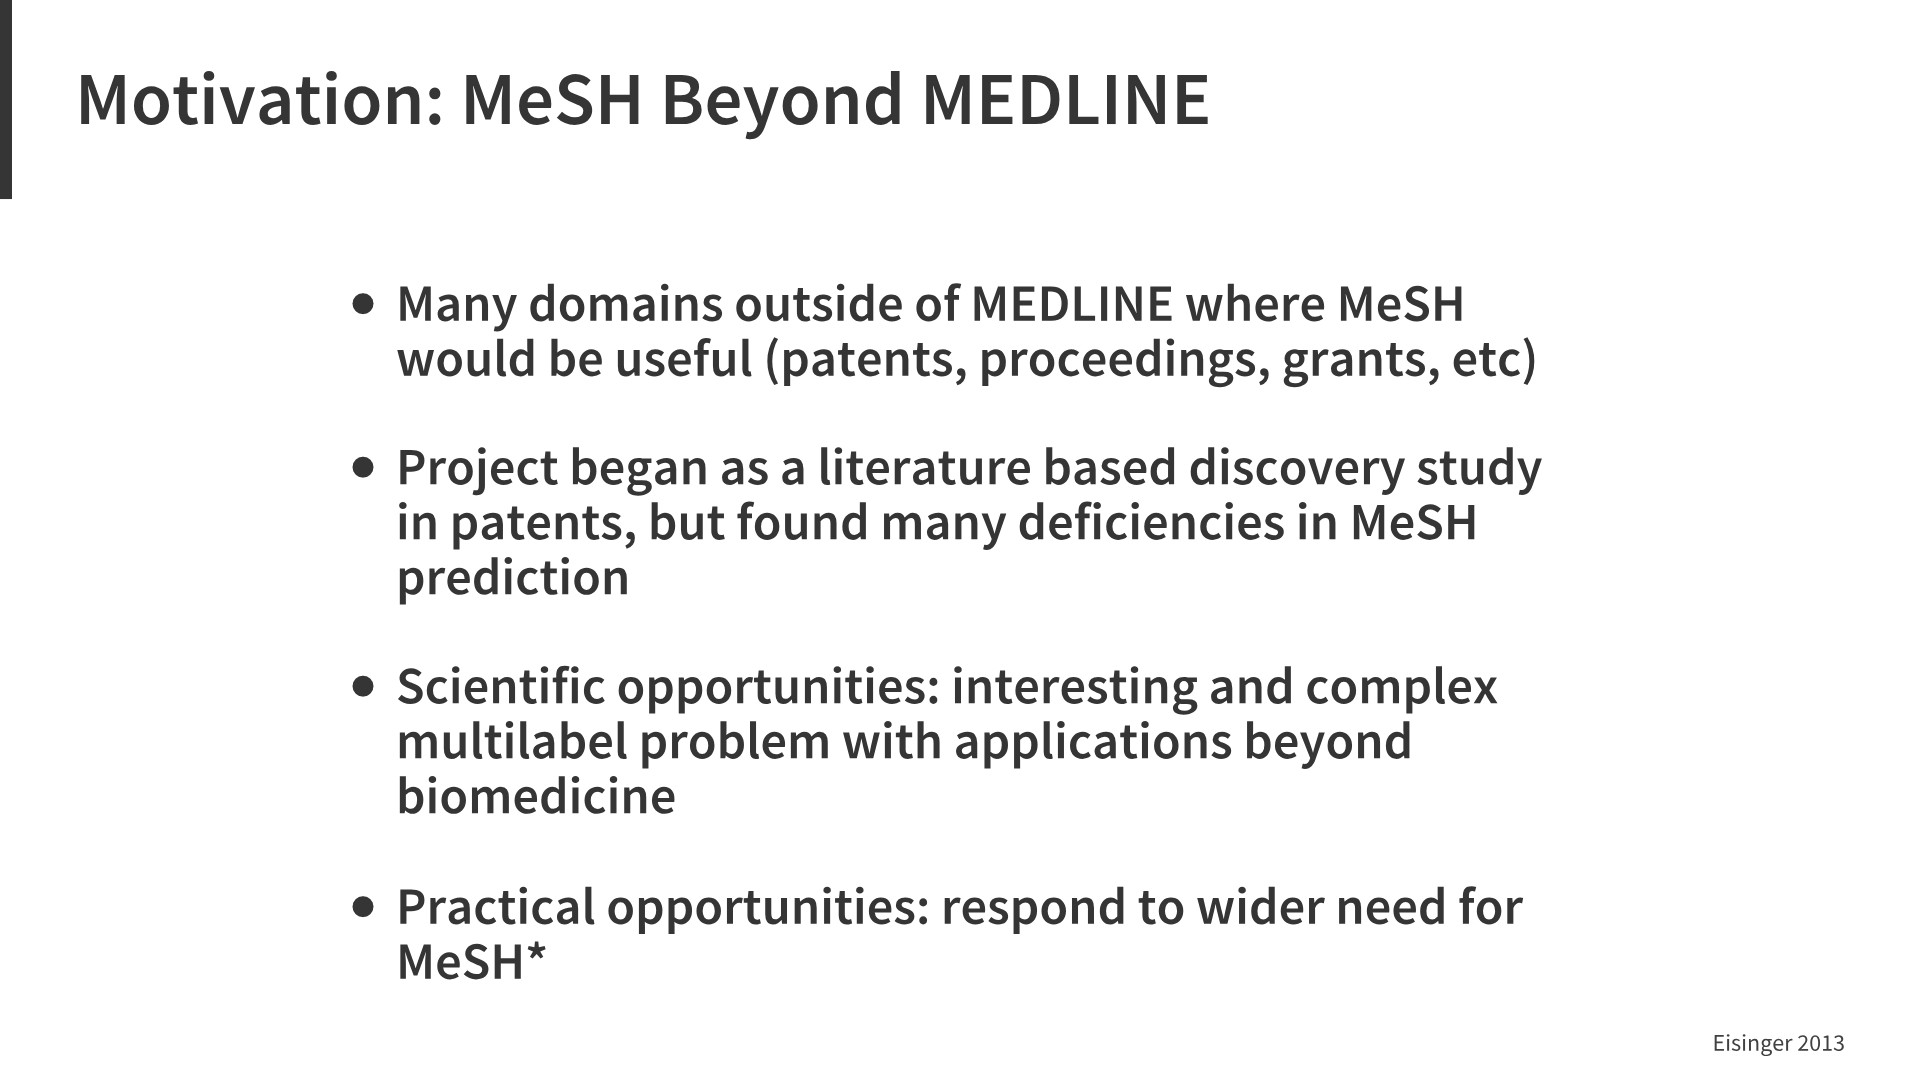 Motivation: MeSH Beyond MEDLINE
• Many domains outside of MEDLINE where MeSH
would be useful (patents, proceedings, grants, etc)
• Project began as a literature based discovery study
in patents, but found many deficiencies in MeSH
prediction
• Scientific opportunities: interesting and complex
multilabel problem with applications beyond
biomedicine
• Practical opportunities: respond to wider need for
MeSH*
Eisinger 2013